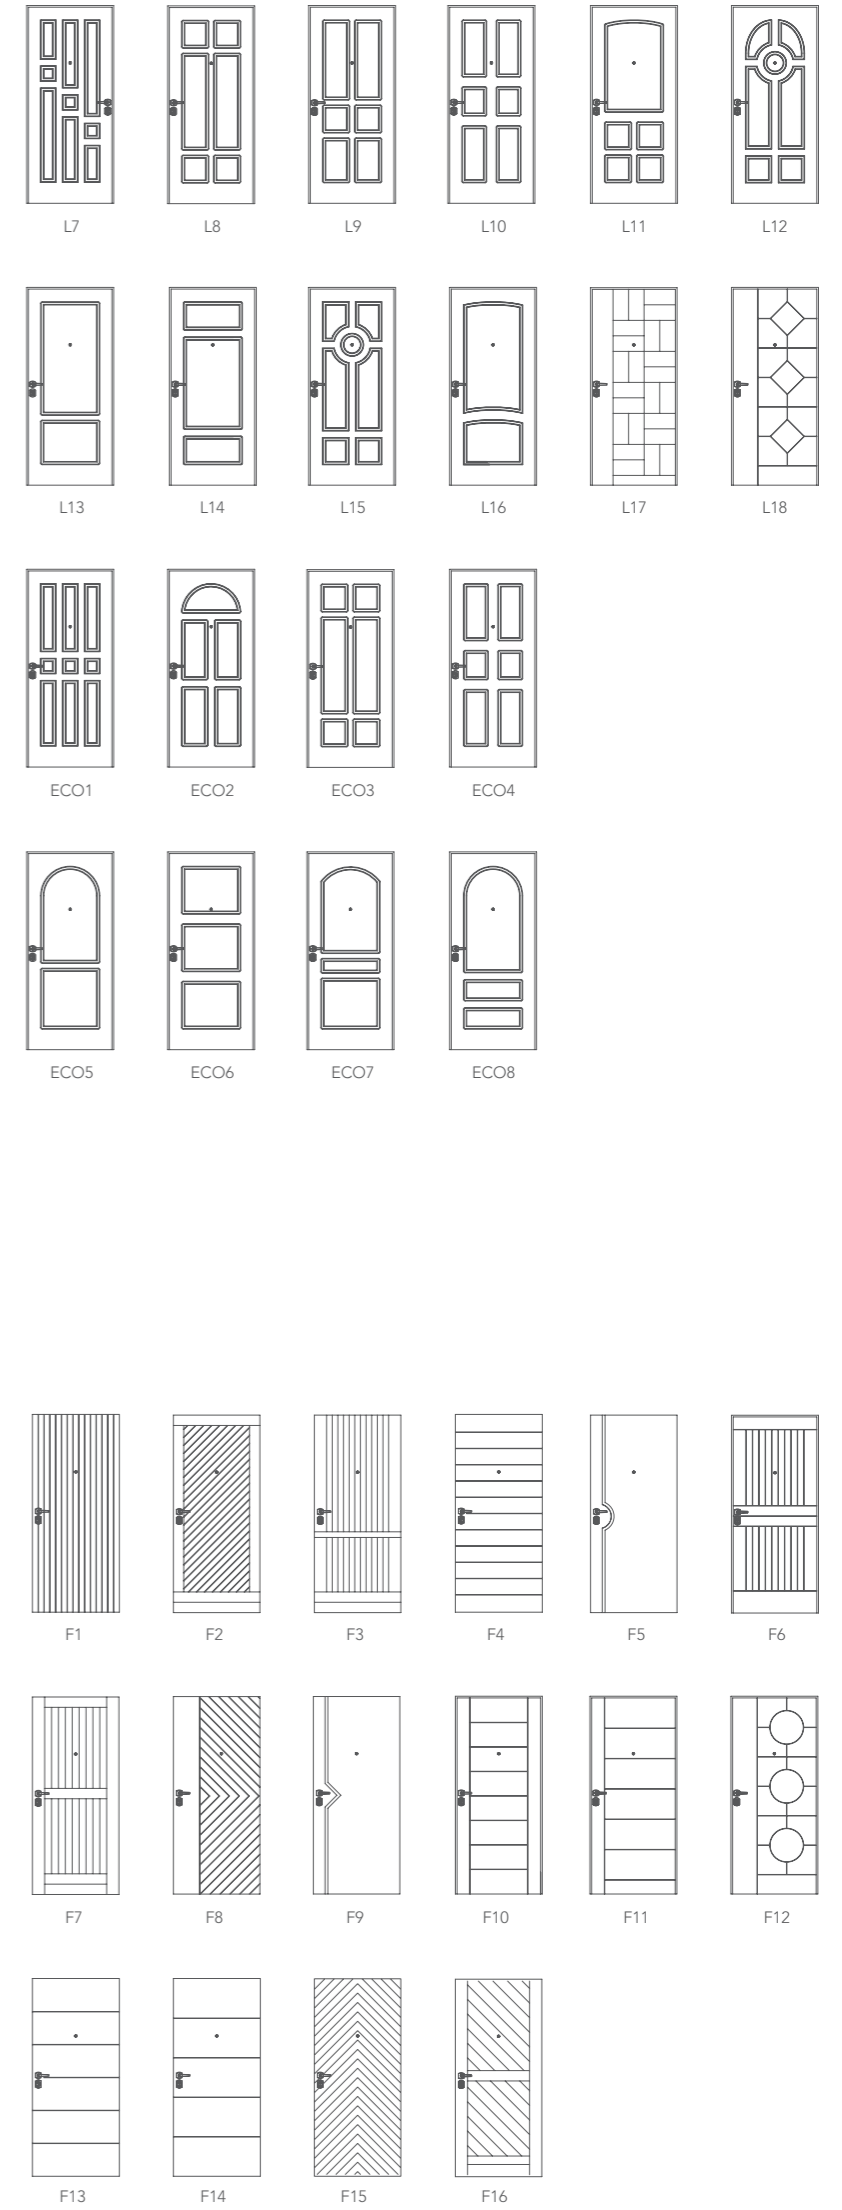 L7 L8 L9 L10 L11 L12
L13 L14 L15 L16 L17 L18
ECO1 ECO2 ECO3 ECO4
ECO5 ECO6 ECO7 ECO8
F1 F2 F3 F4 F5 F6
F7 F8 F9 F10 F11 F12
F13 F14 F15 F16